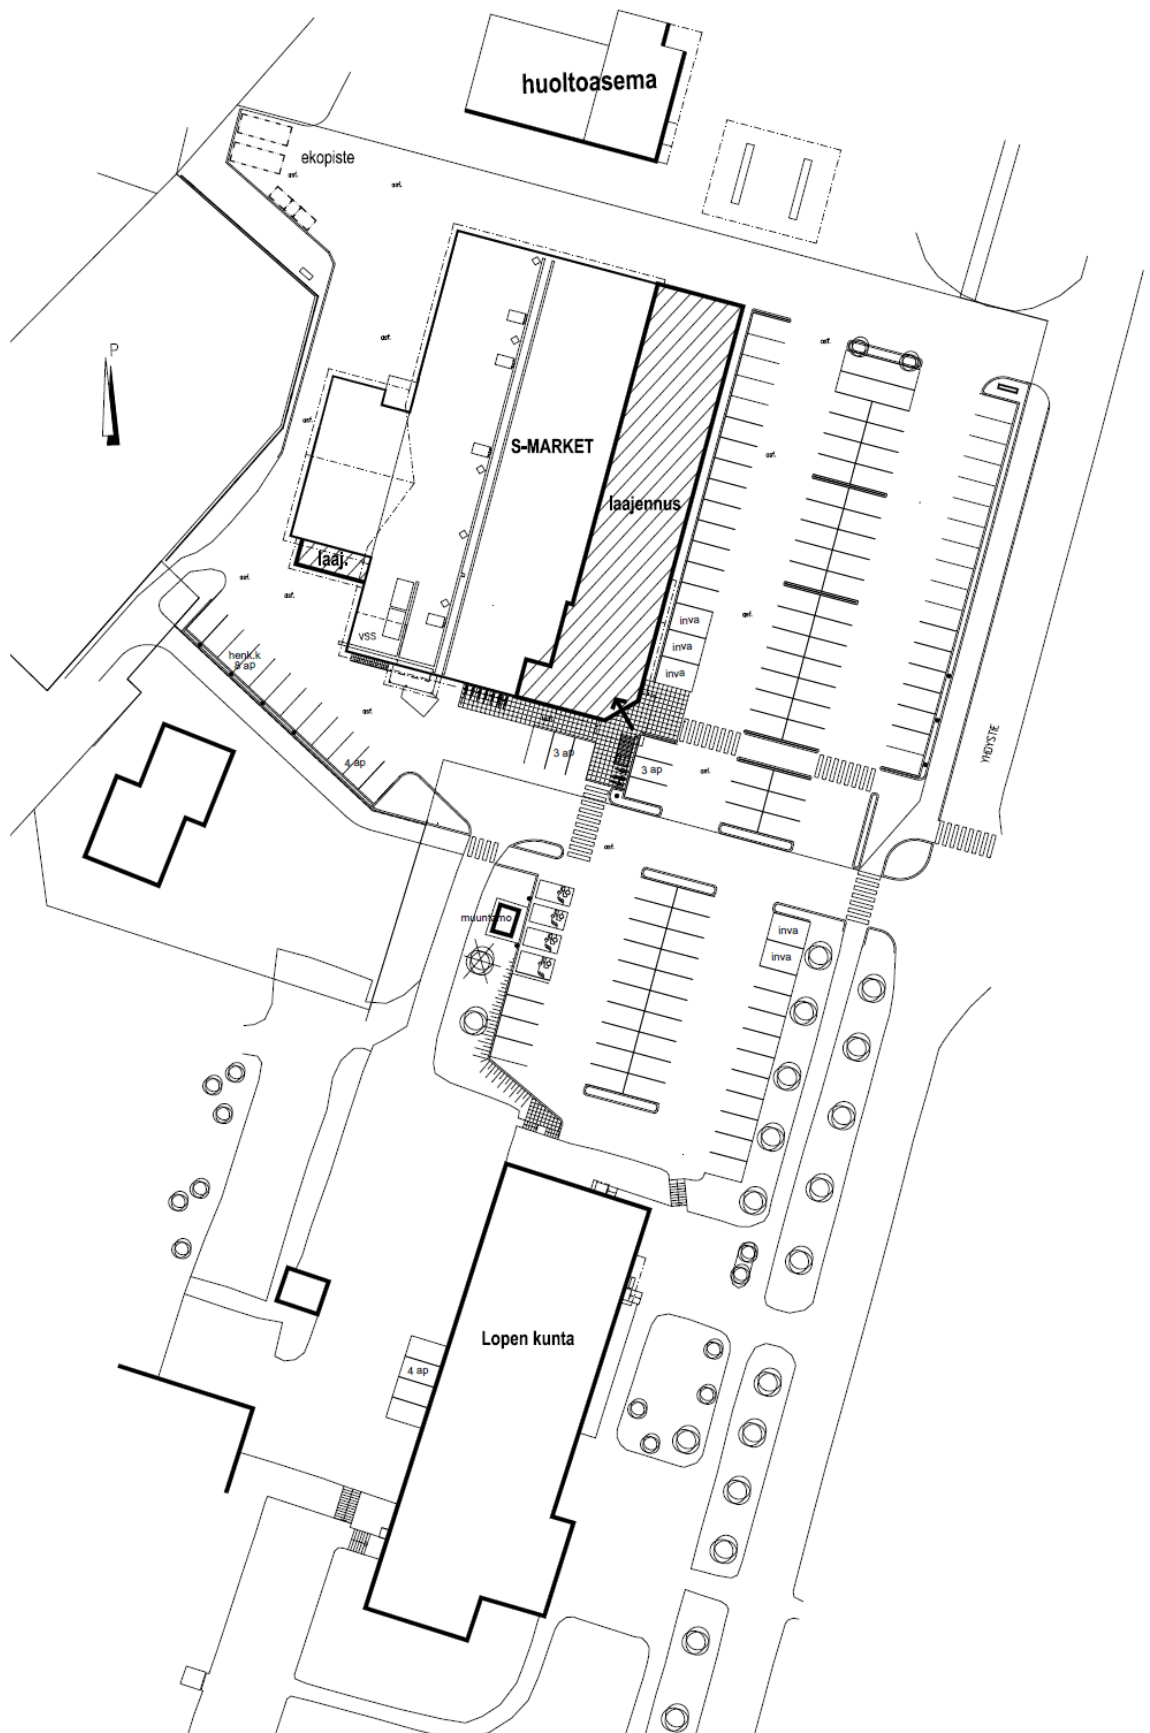 huoltoasema
ekopiste
asf.
asf.
P
asf.
asf.
S-MARKET
asf.
laajennus
asf.
laaj.
asf.
asf.
asf.
inva
inva
inva
VSS
henk.k
8 ap
asf.
4 ap
3 ap
3 ap
asf.
YHDYSTIE
asf.
muuntamo
inva
inva
Lopen kunta
4 ap